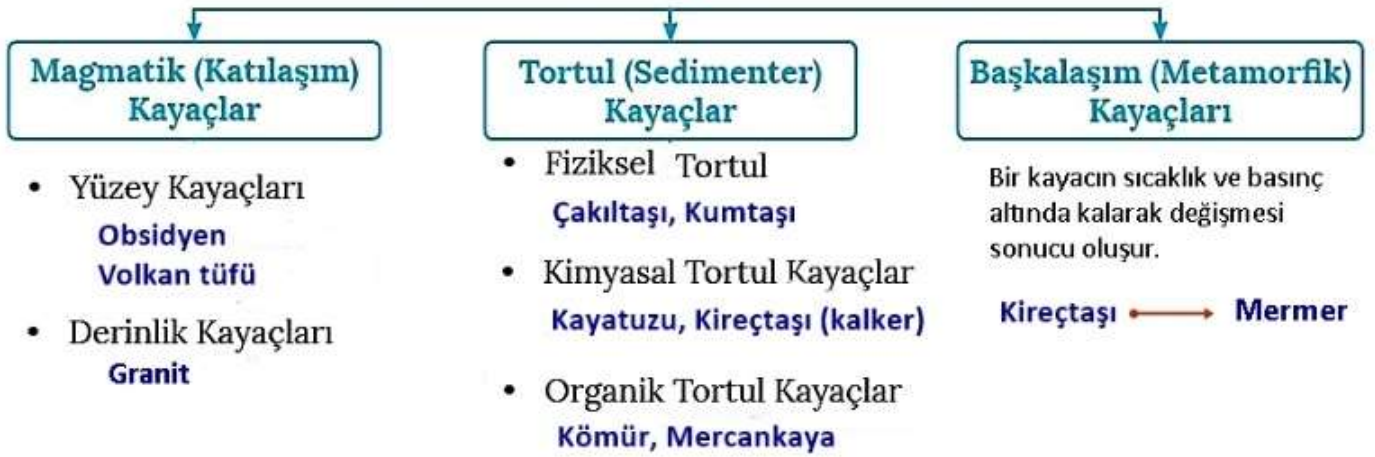 Magmatik (Katılaşım)
Kayaçlar
• Yüzey Kayaçları
Obsidyen
Volkan tüfü
• Derinlik Kayaçları
Granit
Tortul (Sedimenter)
Kayaçlar
• Fiziksel Tortul
Çakıltaşı, Kumtaşı
• Kimyasal Tortul Kayaçlar
Kayatuzu, Kireçtaşı (kalker)
• Organik Tortul Kayaçlar
Kömür, Mercankaya
Başkalaşım (Metamorfik)
Kayaçları
Bir kayacın sıcaklık ve basınç
altında kalarak değişmesi
sonucu oluşur.
Kireçtaşı Mermer